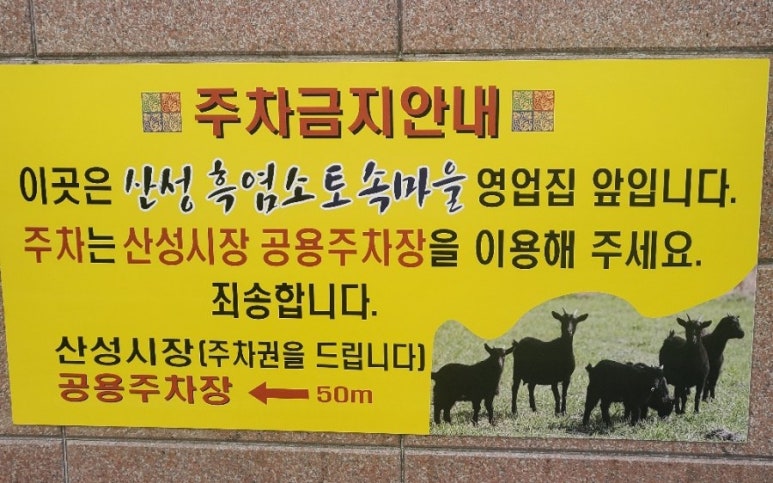 주차금지안내
이곳은 산성 흑염소 토속마을 영업집 앞입니다.
주차는 산성시장 공용주차장을 이용해 주세요.
죄송합니다.
산성시장(주차권을 드립니다)
공용주차장 ← 50m